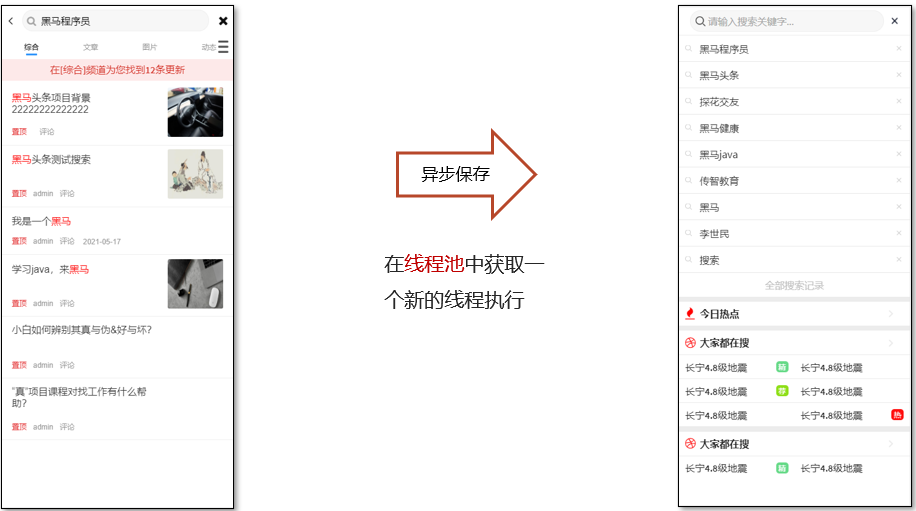 黑马程序员
综合 文章 图片 动态
在[综合]频道为您找到12条更新
黑马头条项目背景
22222222222222
置顶 评论
黑马头条测试搜索
置顶 admin 评论
我是一个黑马
置顶 admin 评论 2021-05-17
学习java，来黑马
置顶 admin 评论
小白如何辨别其真与伪&好与坏?
置顶 admin 评论
"真"项目课程对找工作有什么帮
助?
置顶 admin 评论
异步保存
在线程池中获取一
个新的线程执行
请输入搜索关键字...
黑马程序员
黑马头条
探花交友
黑马健康
黑马java
传智教育
黑马
李世民
搜索
全部搜索记录
今日热点
大家都在搜
长宁4.8级地震 长宁4.8级地震
长宁4.8级地震 荐 长宁4.8级地震
长宁4.8级地震 长宁4.8级地震 热
大家都在搜
长宁4.8级地震 长宁4.8级地震